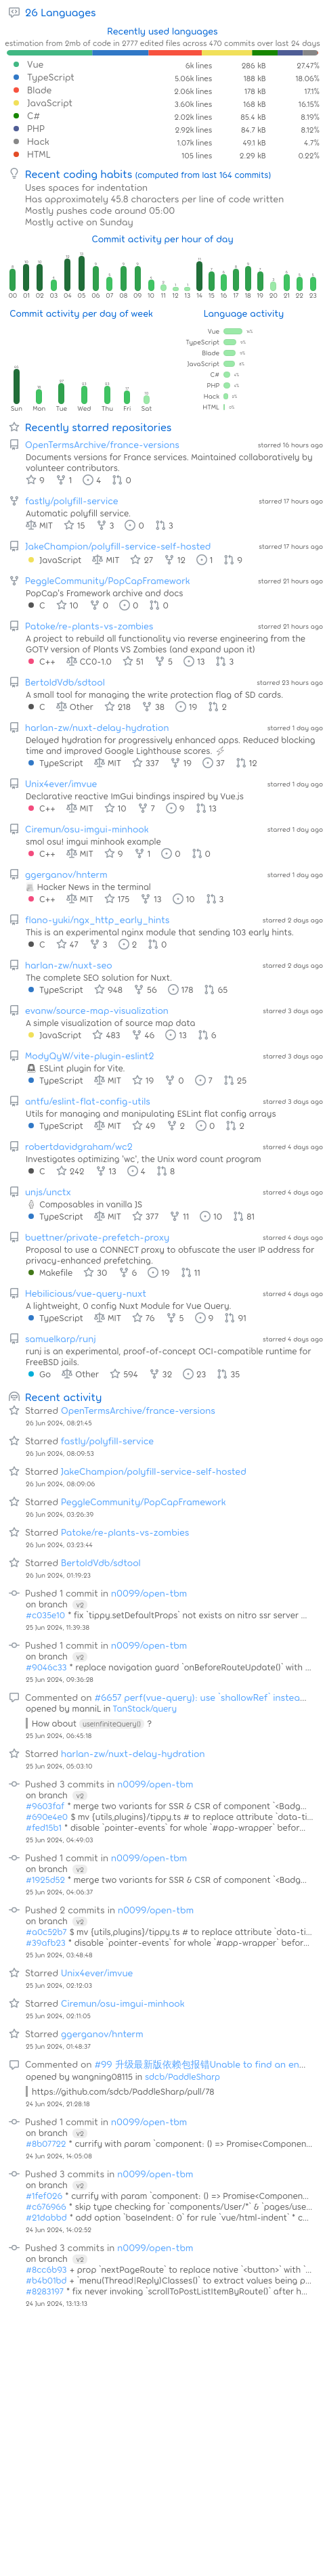 26 Languages
Recently used languages
estimation from 2mb of code in 2777 edited files across 470 commits over last 24 days
Vue 6k lines 286 kB 27.47%
TypeScript 5.06k lines 188 kB 18.06%
Blade 2.06k lines 178 kB 17.1%
JavaScript 3.60k lines 168 kB 16.15%
C# 2.02k lines 85.4 kB 8.19%
PHP 2.92k lines 84.7 kB 8.12%
Hack 1.07k lines 49.1 kB 4.7%
HTML 105 lines 2.29 kB 0.22%
Recent coding habits (computed from last 164 commits)
Uses spaces for indentation
Has approximately 45.8 characters per line of code written
Mostly pushes code around 05:00
Mostly active on Sunday
Commit activity per hour of day
00 01 02 03 04 05 06 07 08 09 10 11 12 13 14 15 16 17 18 19 20 21 22 23
Commit activity per day of week
Sun Mon Tue Wed Thu Fri Sat
Language activity
Vue
TypeScript
Blade
JavaScript
C#
PHP
Hack
HTML
Recently starred repositories
OpenTermsArchive/france-versions starred 16 hours ago
Documents versions for France services. Maintained collaboratively by
volunteer contributors.
9 1 4 0
fastly/polyfill-service starred 17 hours ago
Automatic polyfill service.
MIT 15 3 0 3
JakeChampion/polyfill-service-self-hosted starred 17 hours ago
JavaScript MIT 27 12 1 9
PeggleCommunity/PopCapFramework starred 21 hours ago
PopCap's Framework archive and docs
C 10 0 0 0
Patoke/re-plants-vs-zombies starred 21 hours ago
A project to rebuild all functionality via reverse engineering from the
GOTY version of Plants VS Zombies (and expand upon it)
C++ CC0-1.0 51 5 13 3
BertoldVdb/sdtool starred 23 hours ago
A small tool for managing the write protection flag of SD cards.
C Other 218 38 19 2
harlan-zw/nuxt-delay-hydration starred 1 day ago
Delayed hydration for progressively enhanced apps. Reduced blocking
time and improved Google Lighthouse scores. ⚡
TypeScript MIT 337 19 37 12
Unix4ever/imvue starred 1 day ago
Declarative reactive ImGui bindings inspired by Vue.js
C++ MIT 10 7 9 13
Ciremun/osu-imgui-minhook starred 1 day ago
smol osu! imgui minhook example
C++ MIT 9 1 0 0
ggerganov/hnterm starred 1 day ago
Hacker News in the terminal
C++ MIT 175 13 10 3
flano-yuki/ngx_http_early_hints starred 2 days ago
This is an experimental nginx module that sending 103 early hints.
C 47 3 2 0
harlan-zw/nuxt-seo starred 2 days ago
The complete SEO solution for Nuxt.
TypeScript 948 56 178 65
evanw/source-map-visualization starred 3 days ago
A simple visualization of source map data
JavaScript 483 46 13 6
ModyQyW/vite-plugin-eslint2 starred 3 days ago
🚨 ESLint plugin for Vite.
TypeScript MIT 19 0 7 25
antfu/eslint-flat-config-utils starred 3 days ago
Utils for managing and manipulating ESLint flat config arrays
TypeScript MIT 49 2 0 2
robertdavidgraham/wc2 starred 4 days ago
Investigates optimizing 'wc', the Unix word count program
C 242 13 4 8
unjs/unctx starred 4 days ago
Composables in vanilla JS
TypeScript MIT 377 11 10 81
buettner/private-prefetch-proxy starred 4 days ago
Proposal to use a CONNECT proxy to obfuscate the user IP address for
privacy-enhanced prefetching.
Makefile 30 6 19 11
Hebilicious/vue-query-nuxt starred 4 days ago
A lightweight, 0 config Nuxt Module for Vue Query.
TypeScript MIT 76 5 9 91
samuelkarp/runj starred 4 days ago
runj is an experimental, proof-of-concept OCI-compatible runtime for
FreeBSD jails.
Go Other 594 32 23 35
Recent activity
Starred OpenTermsArchive/france-versions
26 Jun 2024, 08:21:45
Starred fastly/polyfill-service
26 Jun 2024, 08:09:53
Starred JakeChampion/polyfill-service-self-hosted
26 Jun 2024, 08:09:06
Starred PeggleCommunity/PopCapFramework
26 Jun 2024, 03:26:39
Starred Patoke/re-plants-vs-zombies
26 Jun 2024, 03:23:44
Starred BertoldVdb/sdtool
26 Jun 2024, 01:19:23
Pushed 1 commit in n0099/open-tbm
on branch v2
#c035e10 * fix `tippy.setDefaultProps` not exists on nitro ssr server ...
25 Jun 2024, 11:39:38
Pushed 1 commit in n0099/open-tbm
on branch v2
#9046c33 * replace navigation guard `onBeforeRouteUpdate()` with ...
25 Jun 2024, 09:36:28
Commented on #6657 perf(vue-query): use `shallowRef` instea...
opened by manniL in TanStack/query
How about useInfiniteQuery() ?
25 Jun 2024, 06:45:18
Starred harlan-zw/nuxt-delay-hydration
25 Jun 2024, 05:03:10
Pushed 3 commits in n0099/open-tbm
on branch v2
#9603faf * merge two variants for SSR & CSR of component `<Badg...
#690e4e0 $ mv {utils,plugins}/tippy.ts # to replace attribute `data-ti...
#fed15b1 * disable `pointer-events` for whole `#app-wrapper` befor...
25 Jun 2024, 04:49:03
Pushed 1 commit in n0099/open-tbm
on branch v2
#1925d52 * merge two variants for SSR & CSR of component `<Badg...
25 Jun 2024, 04:06:37
Pushed 2 commits in n0099/open-tbm
on branch v2
#a0c52b7 $ mv {utils,plugins}/tippy.ts # to replace attribute `data-ti...
#39afb23 * disable `pointer-events` for whole `#app-wrapper` befor...
25 Jun 2024, 03:48:48
Starred Unix4ever/imvue
25 Jun 2024, 02:12:03
Starred Ciremun/osu-imgui-minhook
25 Jun 2024, 02:11:05
Starred ggerganov/hnterm
25 Jun 2024, 01:48:37
Commented on #99 升级最新版依赖包报错Unable to find an en...
opened by wangning08115 in sdcb/PaddleSharp
https://github.com/sdcb/PaddleSharp/pull/78
24 Jun 2024, 21:28:18
Pushed 1 commit in n0099/open-tbm
on branch v2
#8b07722 * currify with param `component: () => Promise<Componen...
24 Jun 2024, 14:05:08
Pushed 3 commits in n0099/open-tbm
on branch v2
#1fef026 * currify with param `component: () => Promise<Componen...
#c676966 * skip type checking for `components/User/*` & `pages/use...
#21dabbd * add option `baseIndent: 0` for rule `vue/html-indent` * c...
24 Jun 2024, 14:02:52
Pushed 3 commits in n0099/open-tbm
on branch v2
#8cc6b93 + prop `nextPageRoute` to replace native `<button>` with `...
#b4b01bd + `menu(Thread|Reply)Classes()` to extract values being p...
#8283197 * fix never invoking `scrollToPostListItemByRoute()` after h...
24 Jun 2024, 13:13:13